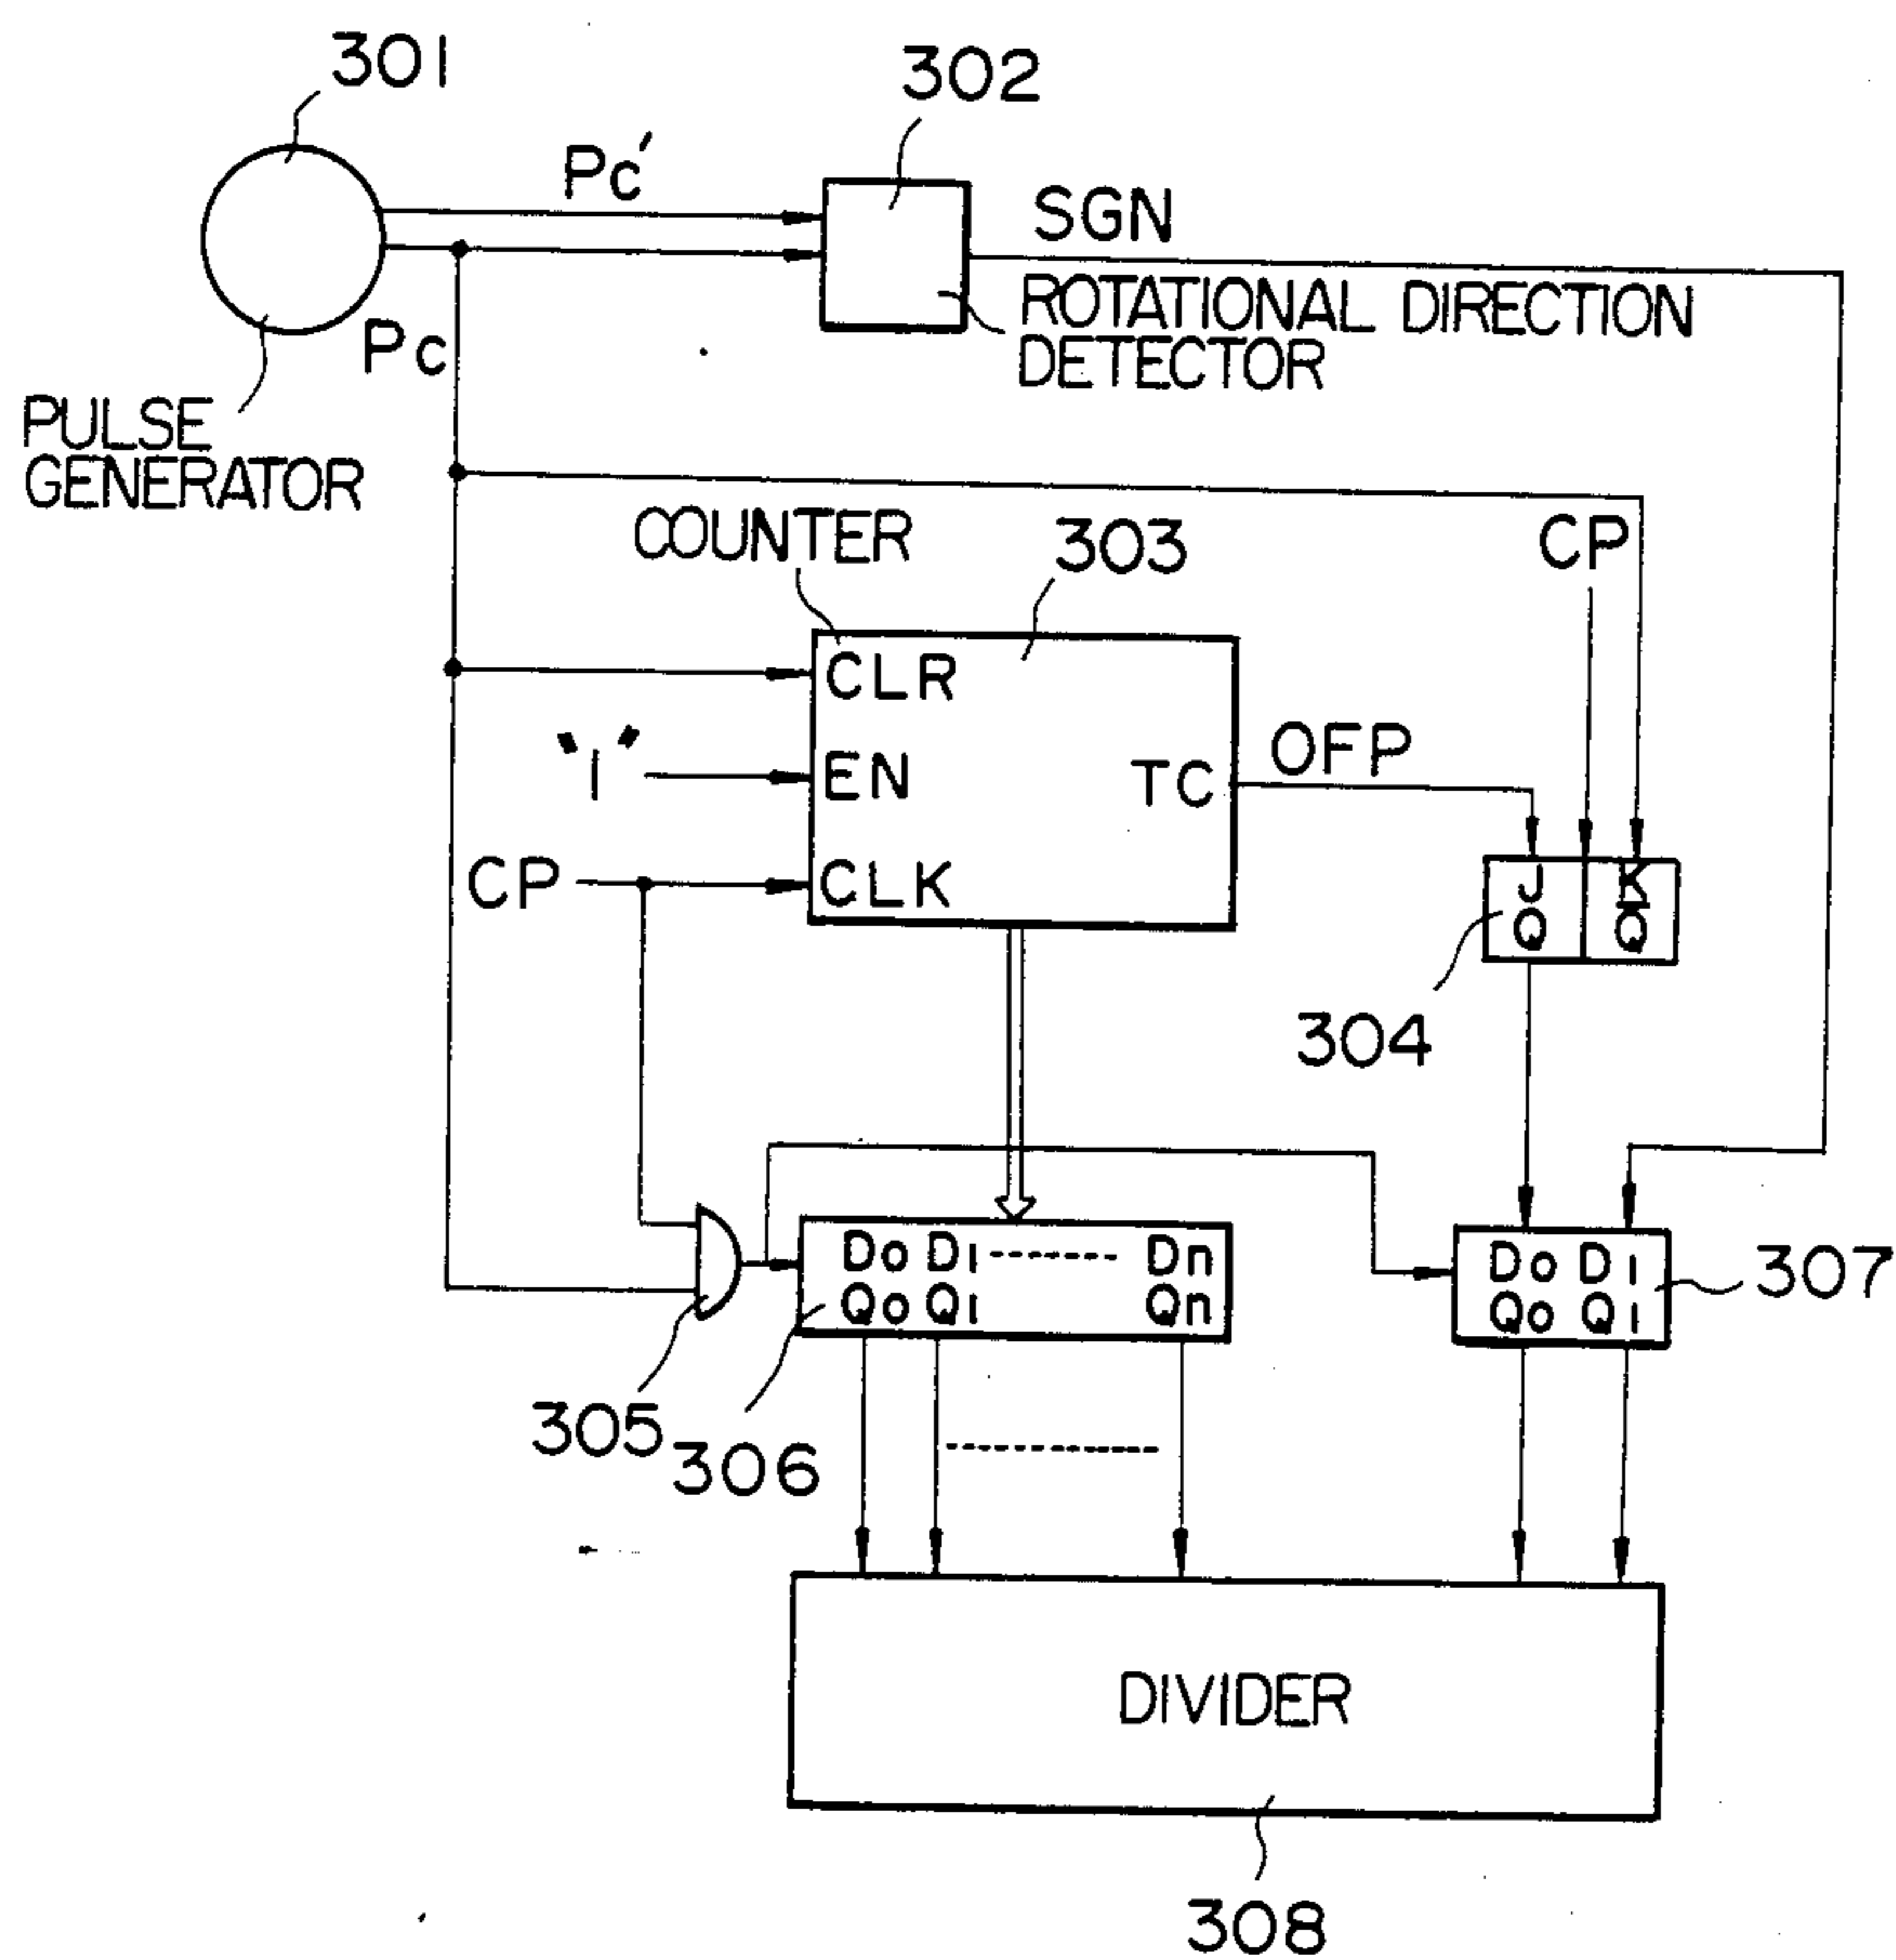 301
302
Pc'
SGN
ROTATIONAL DIRECTION
DETECTOR
Pc
PULSE
GENERATOR
COUNTER
303
CP
CLR
"1"
EN
TC
OFP
CP
CLK
J K
Q Q̅
304
Do D1 ------- Dn
Qo Q1 Qn
Do D1
Qo Q1
307
305
306
DIVIDER
308